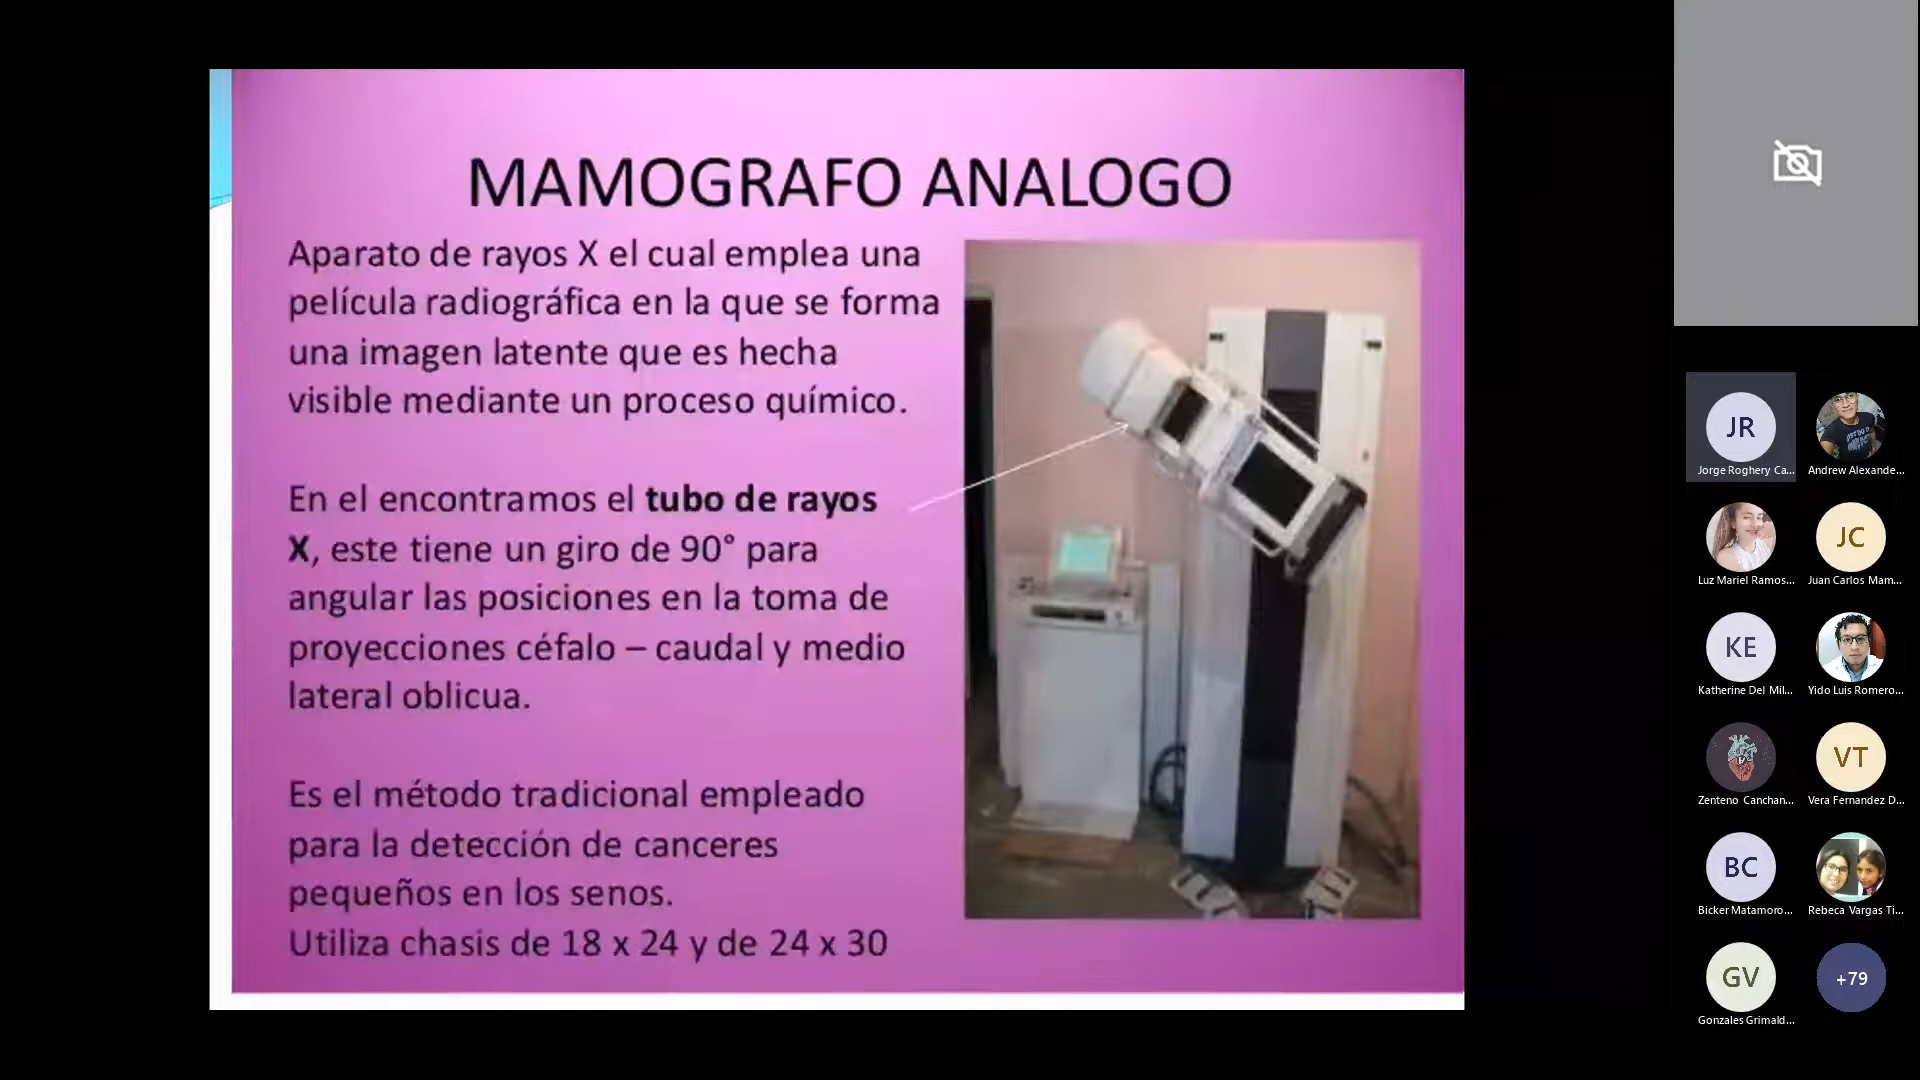 MAMOGRAFO ANALOGO
Aparato de rayos X el cual emplea una
película radiográfica en la que se forma
una imagen latente que es hecha
visible mediante un proceso químico.
En el encontramos el tubo de rayos
X, este tiene un giro de 90° para
angular las posiciones en la toma de
proyecciones céfalo – caudal y medio
lateral oblicua.
Es el método tradicional empleado
para la detección de canceres
pequeños en los senos.
Utiliza chasis de 18 x 24 y de 24 x 30
JR
Jorge Roghery Ca...
Andrew Alexande...
Luz Mariel Ramos...
JC
Juan Carlos Mam...
KE
Katherine Del Mil...
Yido Luis Romero...
Zenteno Canchan...
VT
Vera Fernandez D...
BC
Bicker Matamoro...
Rebeca Vargas Ti...
GV
Gonzales Grimald...
+79